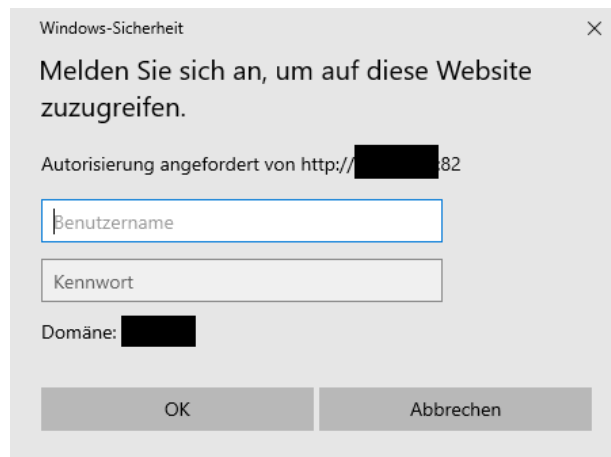 Windows-Sicherheit
Melden Sie sich an, um auf diese Website
zuzugreifen.
Autorisierung angefordert von http:// :82
Benutzername
Kennwort
Domäne:
OK
Abbrechen